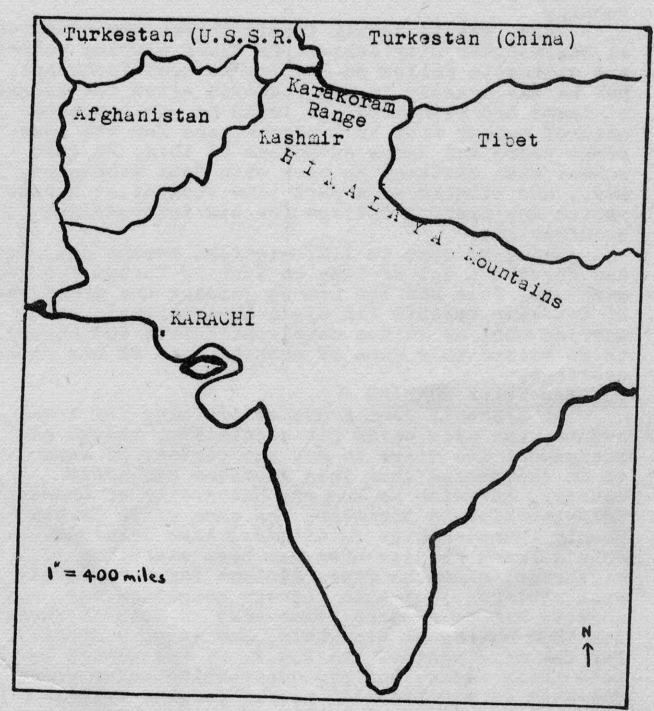 Turkestan (U.S.S.R.)
Turkestan (China)
Karakoram
Range
Afghanistan
Kashmir
Tibet
HIMALAYA Mountains
KARACHI
1" = 400 miles
N